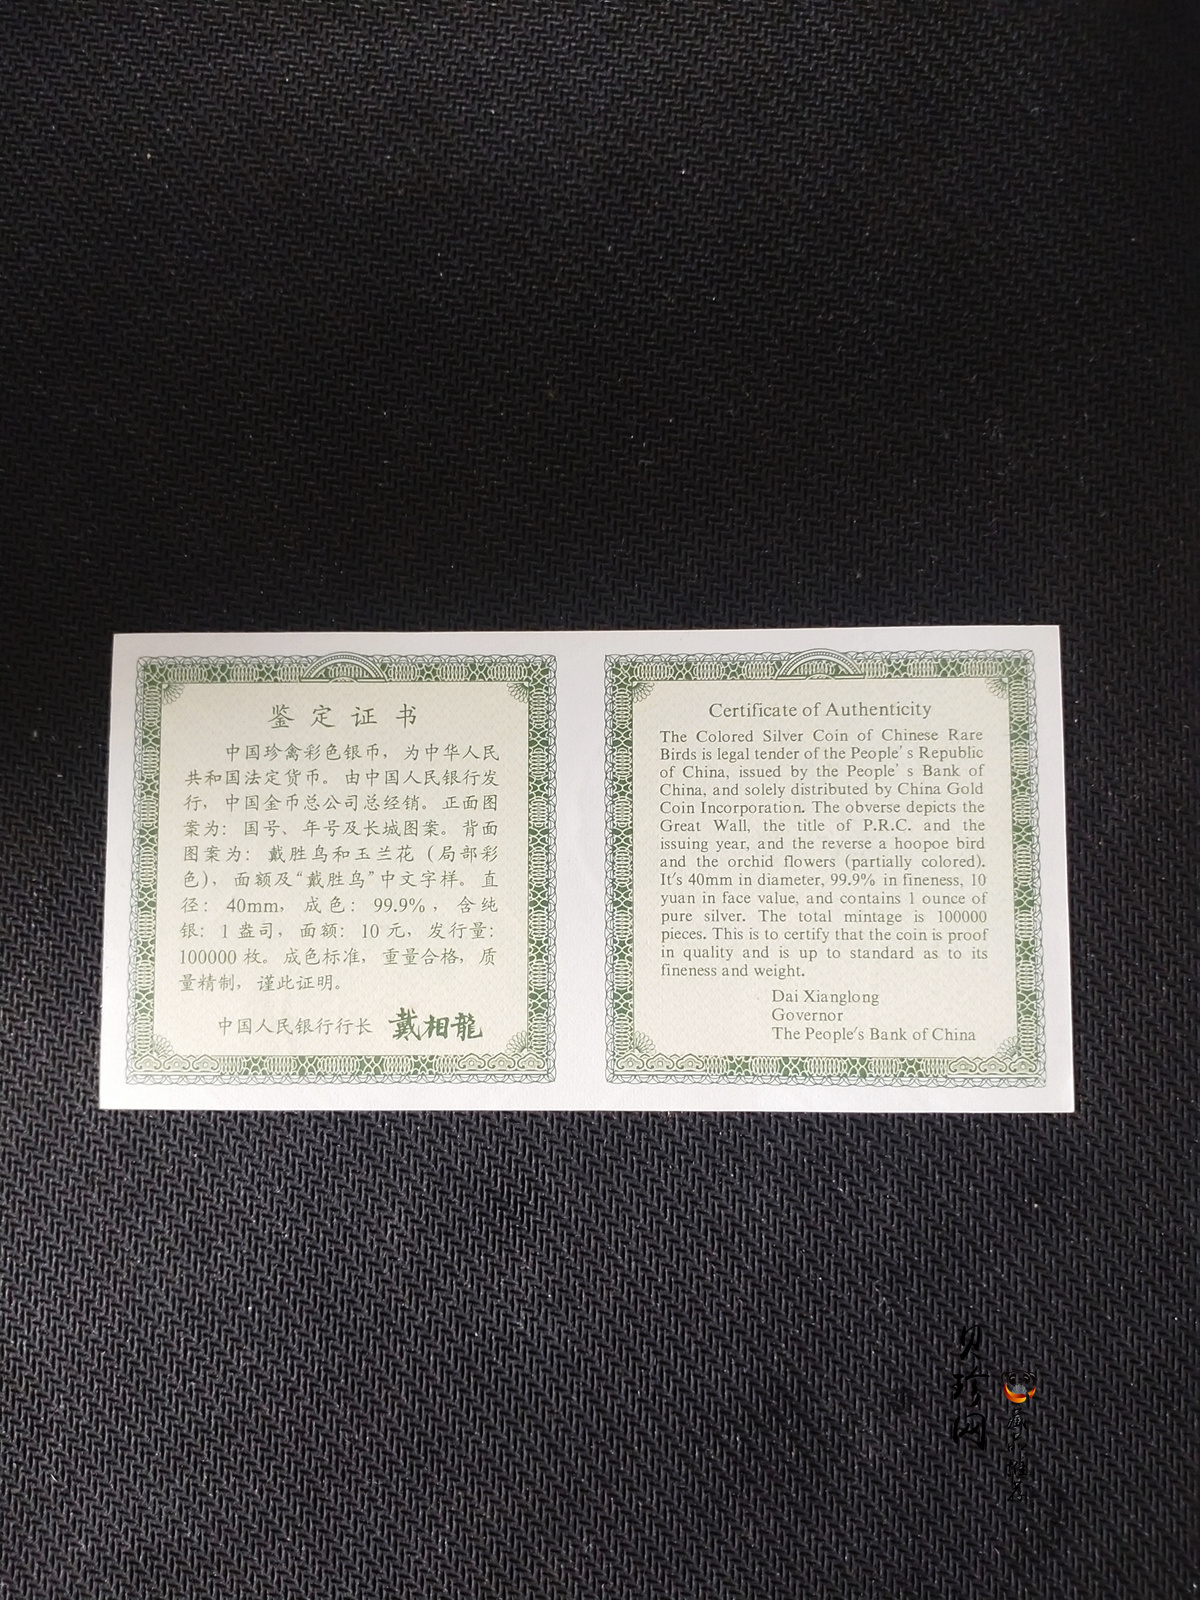 鉴定证书
中国珍禽彩色银币，为中华人民
共和国法定货币。由中国人民银行发
行，中国金币总公司总经销。正面图
案为：国号、年号及长城图案。背面
图案为：戴胜鸟和玉兰花（局部彩
色），面额及“戴胜鸟”中文字样。直
径：40mm，成色：99.9%，含纯
银：1盎司，面额：10元，发行量：
100000枚。成色标准，重量合格，质
量精制，谨此证明。
中国人民银行行长 戴相龍
Certificate of Authenticity
The Colored Silver Coin of Chinese Rare
Birds is legal tender of the People's Republic
of China, issued by the People's Bank of
China, and solely distributed by China Gold
Coin Incorporation. The obverse depicts the
Great Wall, the title of P.R.C. and the
issuing year, and the reverse a hoopoe bird
and the orchid flowers (partially colored).
It's 40mm in diameter, 99.9% in fineness, 10
yuan in face value, and contains 1 ounce of
pure silver. The total mintage is 100000
pieces. This is to certify that the coin is proof
in quality and is up to standard as to its
fineness and weight.
Dai Xianglong
Governor
The People's Bank of China
贝珍网